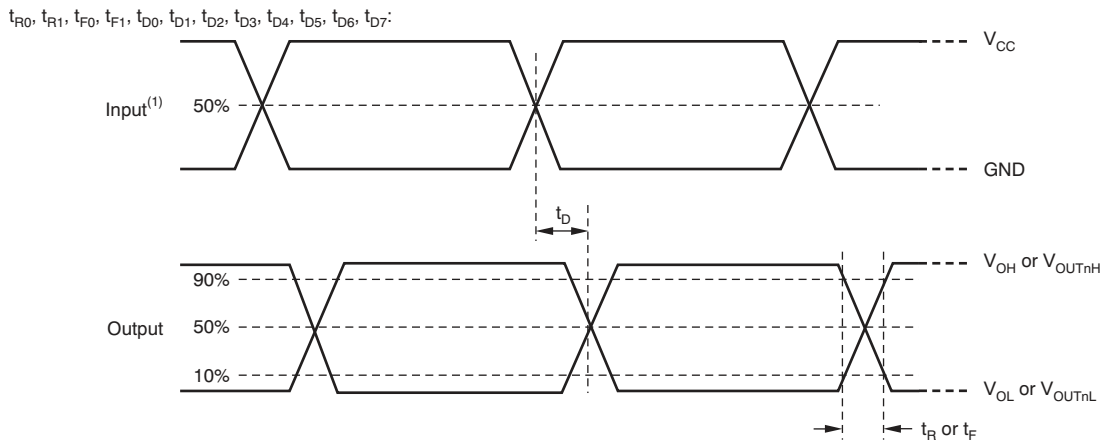 tR0, tR1, tF0, tF1, tD0, tD1, tD2, tD3, tD4, tD5, tD6, tD7:
VCC
Input(1)
50%
GND
tD
VOH or VOUTnH
90%
Output
50%
10%
VOL or VOUTnL
tR or tF